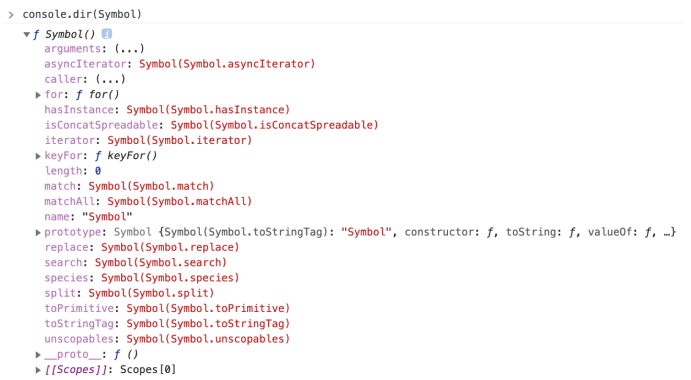 > console.dir(Symbol)
▼ ƒ Symbol() i
arguments: (...)
asyncIterator: Symbol(Symbol.asyncIterator)
caller: (...)
▶ for: ƒ for()
hasInstance: Symbol(Symbol.hasInstance)
isConcatSpreadable: Symbol(Symbol.isConcatSpreadable)
iterator: Symbol(Symbol.iterator)
▶ keyFor: ƒ keyFor()
length: 0
match: Symbol(Symbol.match)
matchAll: Symbol(Symbol.matchAll)
name: "Symbol"
▶ prototype: Symbol {Symbol(Symbol.toStringTag): "Symbol", constructor: ƒ, toString: ƒ, valueOf: ƒ, …}
replace: Symbol(Symbol.replace)
search: Symbol(Symbol.search)
species: Symbol(Symbol.species)
split: Symbol(Symbol.split)
toPrimitive: Symbol(Symbol.toPrimitive)
toStringTag: Symbol(Symbol.toStringTag)
unscopables: Symbol(Symbol.unscopables)
▶ __proto__: ƒ ()
▶ [[Scopes]]: Scopes[0]